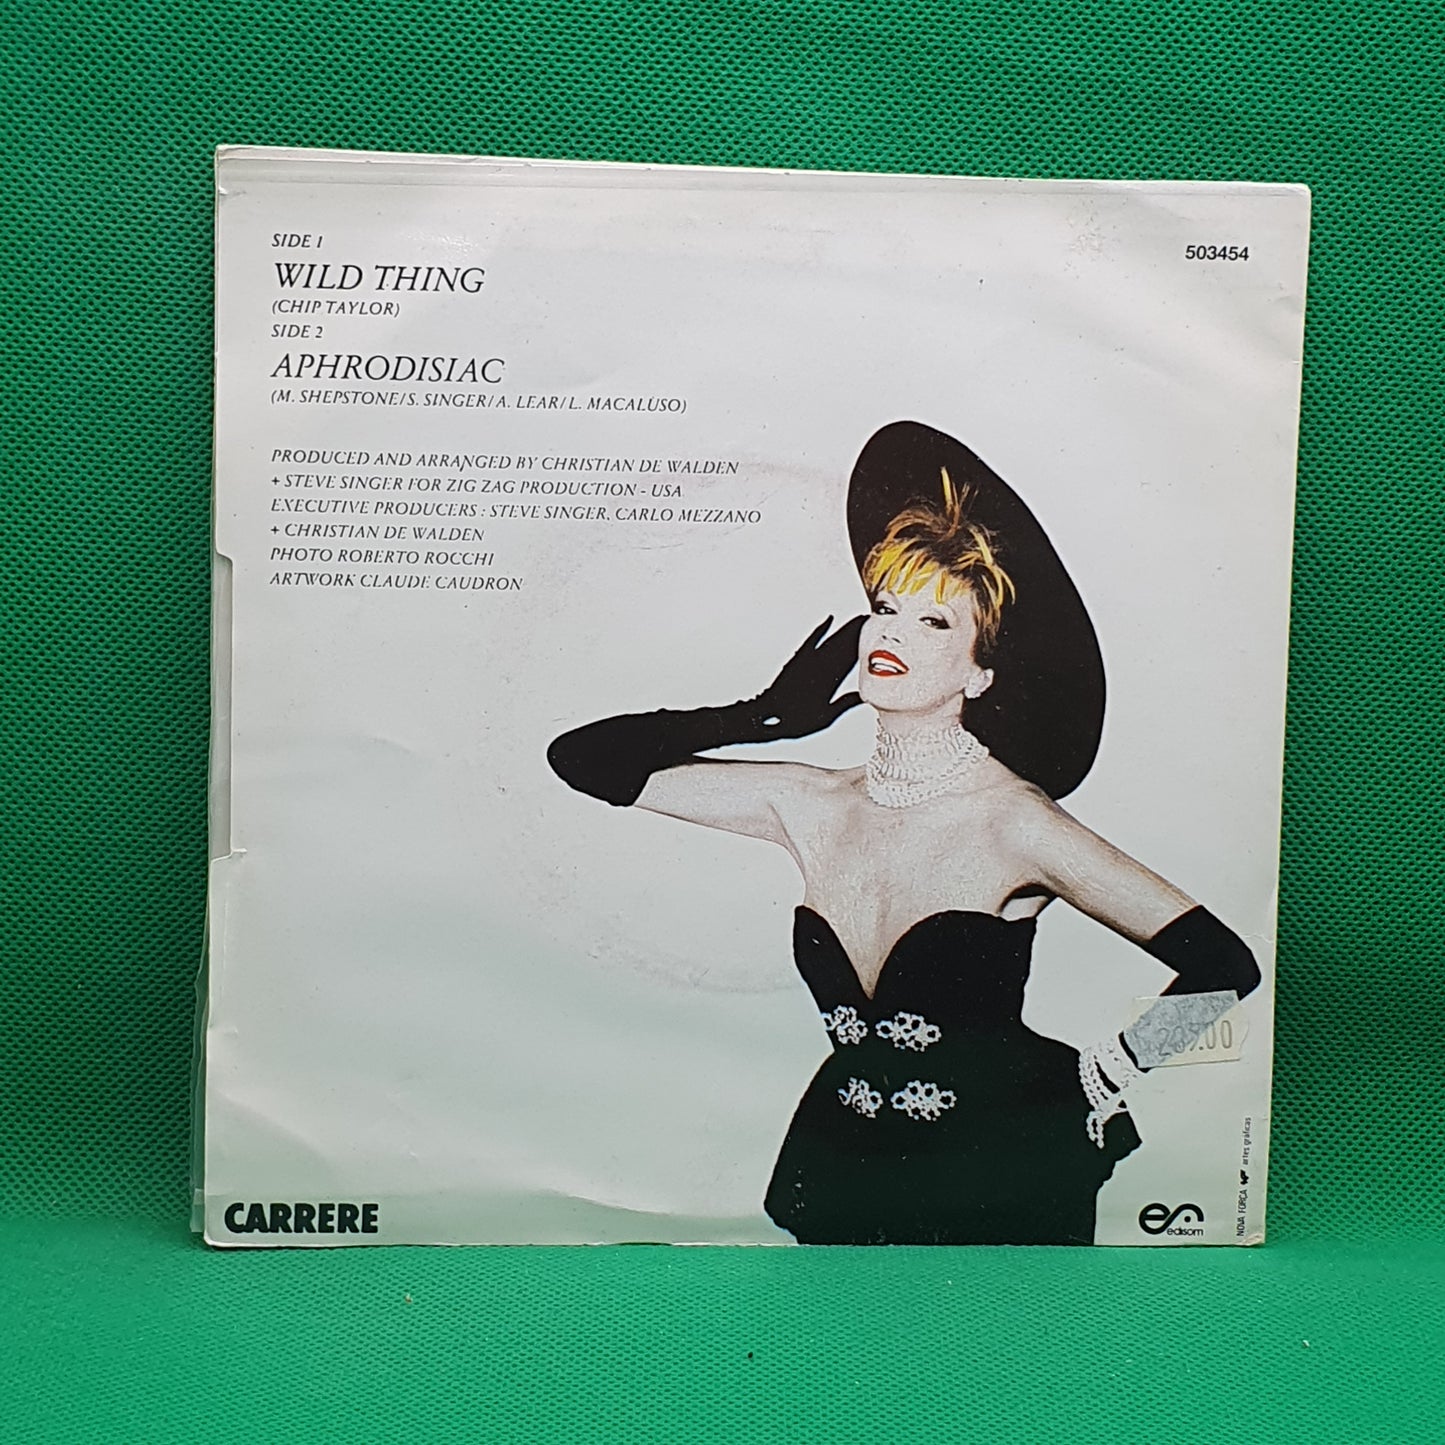 SIDE 1
WILD THING
(CHIP TAYLOR)
SIDE 2
APHRODISIAC
(M. SHEPSTONE/S. SINGER/A. LEAR/L. MACALUSO)
PRODUCED AND ARRANGED BY CHRISTIAN DE WALDEN
+ STEVE SINGER FOR ZIG ZAG PRODUCTION - USA
EXECUTIVE PRODUCERS : STEVE SINGER, CARLO MEZZANO
+ CHRISTIAN DE WALDEN
PHOTO ROBERTO ROCCHI
ARTWORK CLAUDE CAUDRON
503454
CARRERE
edisom
NOVA FORÇA artes gráficas